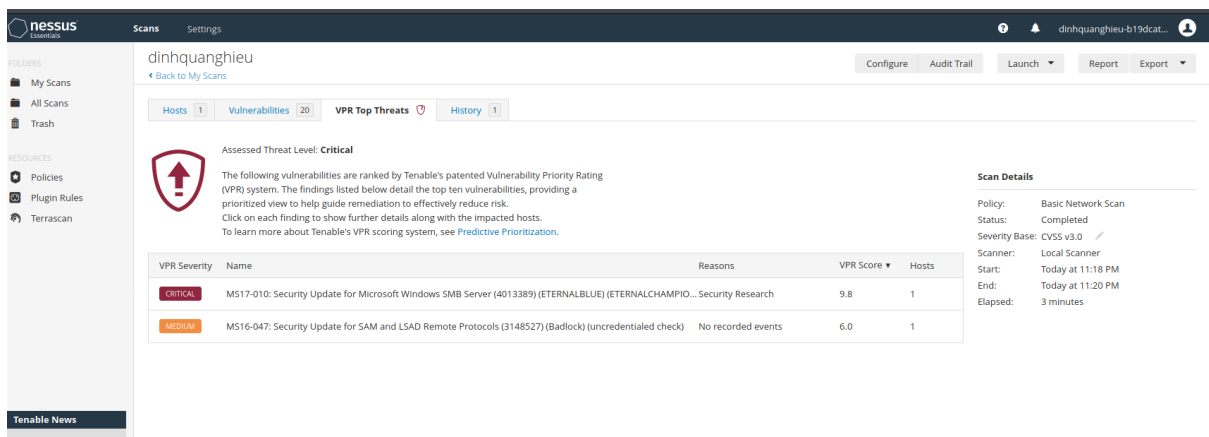 nessus
Essentials
Scans Settings
dinhquanghieu-b19dcat...
FOLDERS
My Scans
All Scans
Trash
RESOURCES
Policies
Plugin Rules
Terrascan
Tenable News
dinhquanghieu
Back to My Scans
Configure Audit Trail Launch Report Export
Hosts 1 Vulnerabilities 20 VPR Top Threats History 1
Assessed Threat Level: Critical
The following vulnerabilities are ranked by Tenable's patented Vulnerability Priority Rating
(VPR) system. The findings listed below detail the top ten vulnerabilities, providing a
prioritized view to help guide remediation to effectively reduce risk.
Click on each finding to show further details along with the impacted hosts.
To learn more about Tenable's VPR scoring system, see Predictive Prioritization.
VPR Severity Name Reasons VPR Score ▼ Hosts
CRITICAL MS17-010: Security Update for Microsoft Windows SMB Server (4013389) (ETERNALBLUE) (ETERNALCHAMPIO... Security Research 9.8 1
MEDIUM MS16-047: Security Update for SAM and LSAD Remote Protocols (3148527) (Badlock) (uncredentialed check) No recorded events 6.0 1
Scan Details
Policy: Basic Network Scan
Status: Completed
Severity Base: CVSS v3.0
Scanner: Local Scanner
Start: Today at 11:18 PM
End: Today at 11:20 PM
Elapsed: 3 minutes